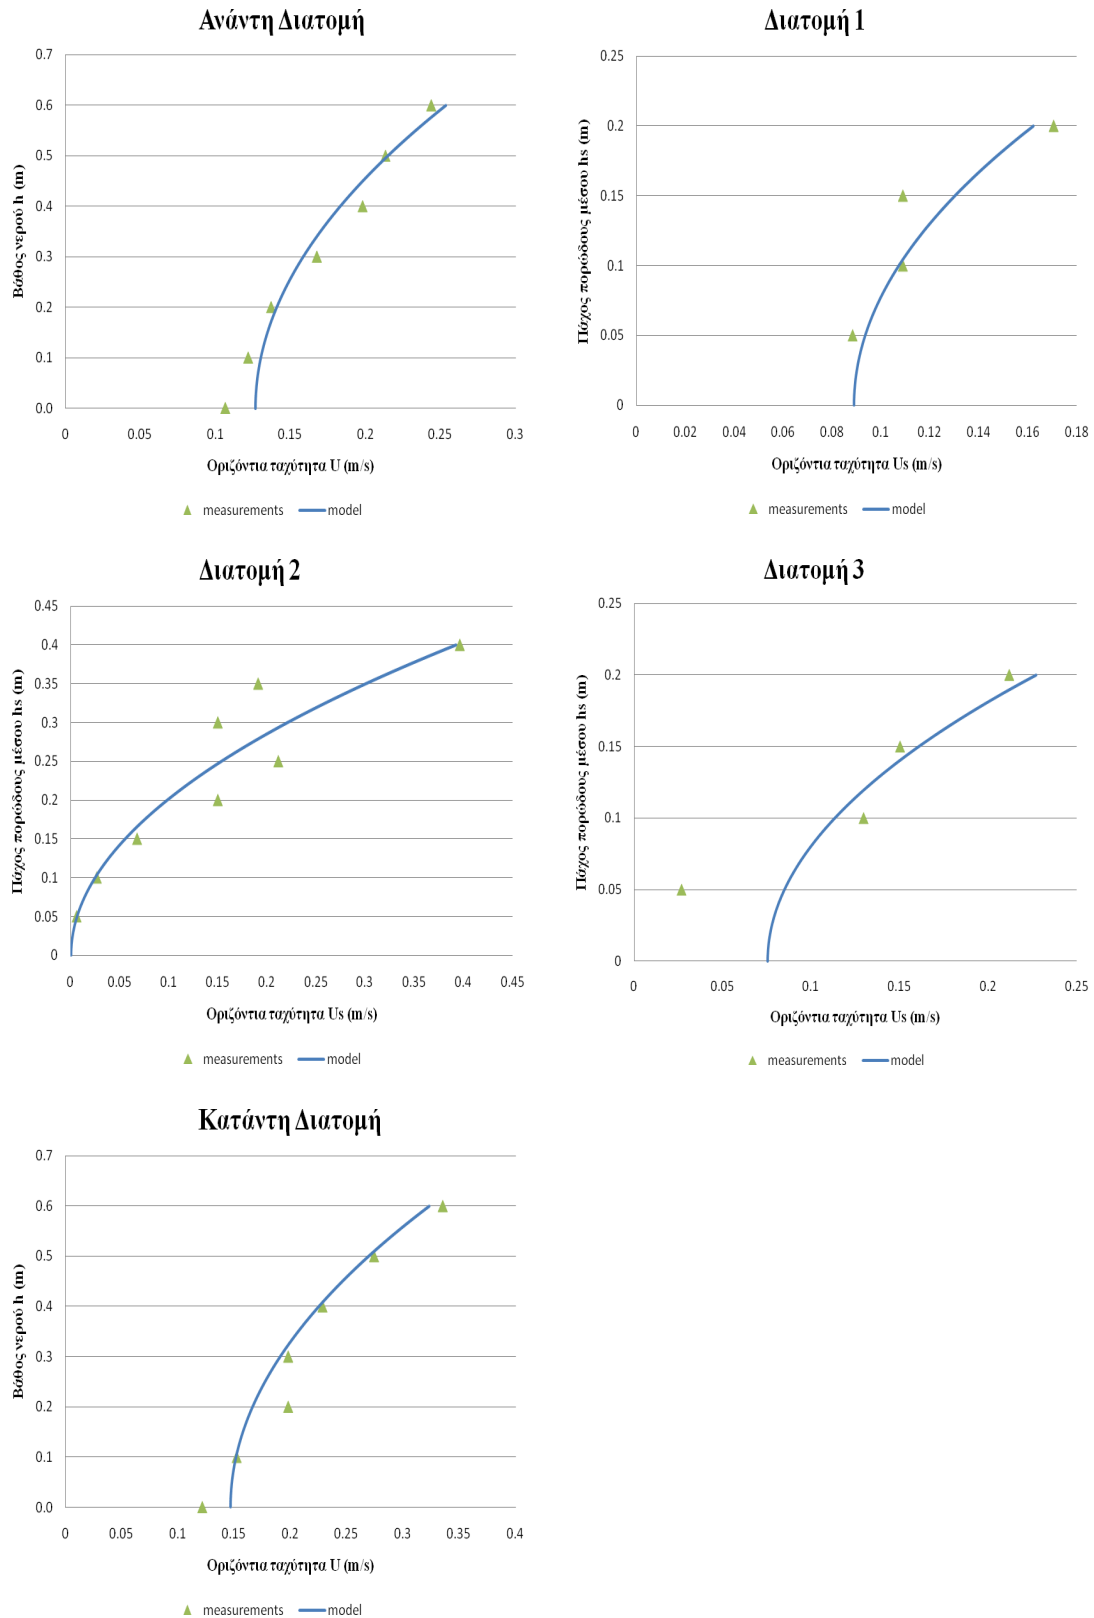 Ανάντη Διατομή
0.7
0.6
0.5
0.4
0.3
0.2
0.1
0.0
Βάθος νερού h (m)
0 0.05 0.1 0.15 0.2 0.25 0.3
Οριζόντια ταχύτητα U (m/s)
measurements model
Διατομή 1
0.25
0.2
0.15
0.1
0.05
0
Πάχος πορώδους μέσου hs (m)
0 0.02 0.04 0.06 0.08 0.1 0.12 0.14 0.16 0.18
Οριζόντια ταχύτητα Us (m/s)
measurements model
Διατομή 2
0.45
0.4
0.35
0.3
0.25
0.2
0.15
0.1
0.05
0
Πάχος πορώδους μέσου hs (m)
0 0.05 0.1 0.15 0.2 0.25 0.3 0.35 0.4 0.45
Οριζόντια ταχύτητα Us (m/s)
measurements model
Διατομή 3
0.25
0.2
0.15
0.1
0.05
0
Πάχος πορώδους μέσου hs (m)
0 0.05 0.1 0.15 0.2 0.25
Οριζόντια ταχύτητα Us (m/s)
measurements model
Κατάντη Διατομή
0.7
0.6
0.5
0.4
0.3
0.2
0.1
0.0
Βάθος νερού h (m)
0 0.05 0.1 0.15 0.2 0.25 0.3 0.35 0.4
Οριζόντια ταχύτητα U (m/s)
measurements model